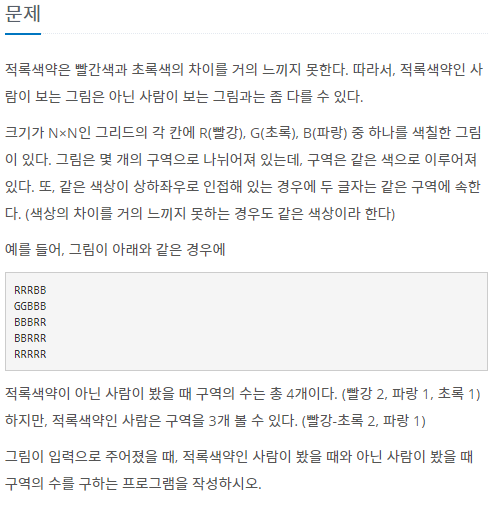 문제
적록색약은 빨간색과 초록색의 차이를 거의 느끼지 못한다. 따라서, 적록색약인 사
람이 보는 그림은 아닌 사람이 보는 그림과는 좀 다를 수 있다.
크기가 N×N인 그리드의 각 칸에 R(빨강), G(초록), B(파랑) 중 하나를 색칠한 그림
이 있다. 그림은 몇 개의 구역으로 나뉘어져 있는데, 구역은 같은 색으로 이루어져
있다. 또, 같은 색상이 상하좌우로 인접해 있는 경우에 두 글자는 같은 구역에 속한
다. (색상의 차이를 거의 느끼지 못하는 경우도 같은 색상이라 한다)
예를 들어, 그림이 아래와 같은 경우에
RRRBB
GGBBB
BBBRR
BBRRR
RRRRR
적록색약이 아닌 사람이 봤을 때 구역의 수는 총 4개이다. (빨강 2, 파랑 1, 초록 1)
하지만, 적록색약인 사람은 구역을 3개 볼 수 있다. (빨강-초록 2, 파랑 1)
그림이 입력으로 주어졌을 때, 적록색약인 사람이 봤을 때와 아닌 사람이 봤을 때
구역의 수를 구하는 프로그램을 작성하시오.